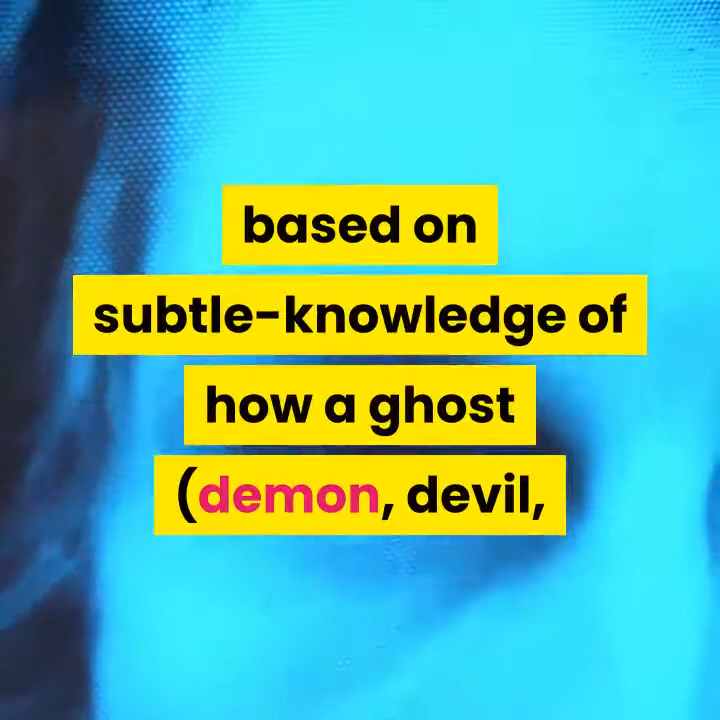 based on
subtle-knowledge of
how a ghost
(demon, devil,